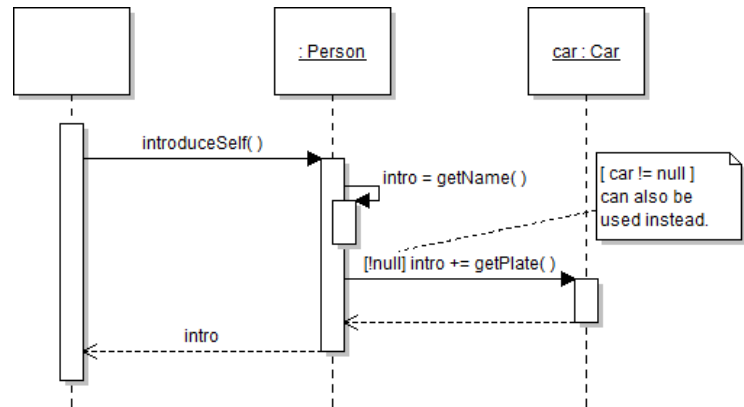 : Person
car : Car
introduceSelf( )
intro = getName( )
[ car != null ]
can also be
used instead.
[!null] intro += getPlate( )
intro